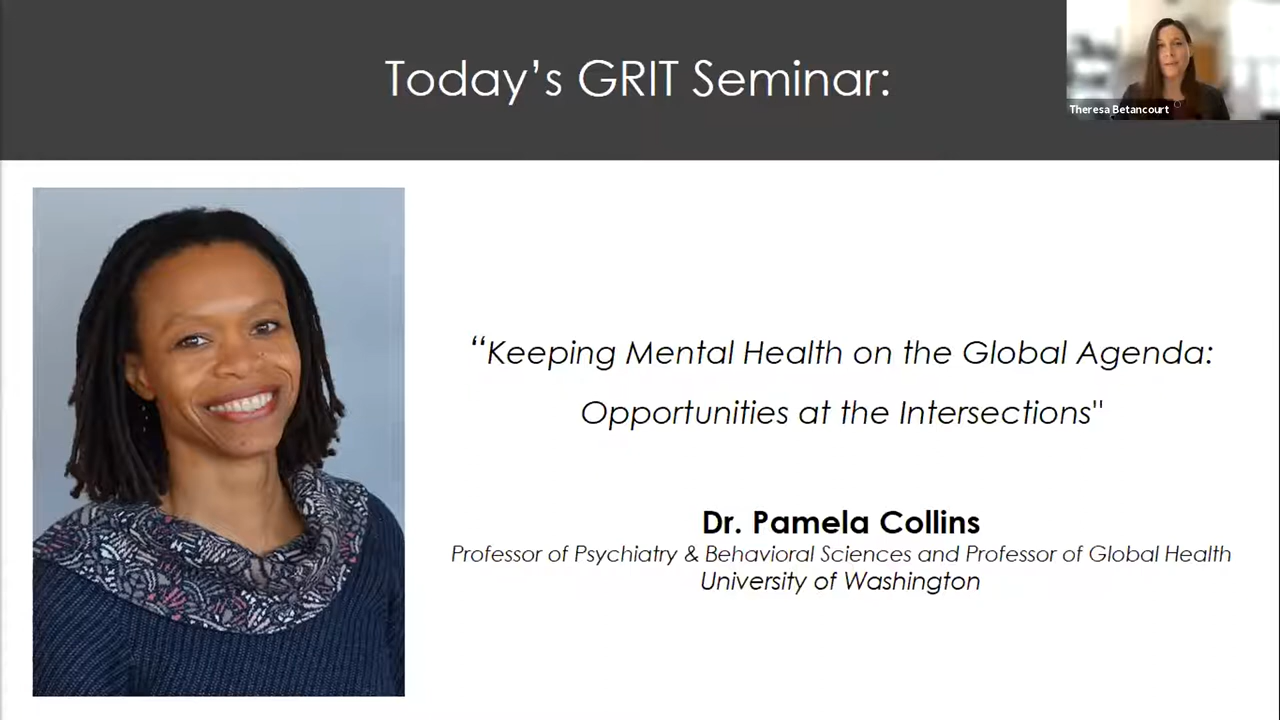 Today’s GRIT Seminar:
Theresa Betancourt
“Keeping Mental Health on the Global Agenda:
Opportunities at the Intersections"
Dr. Pamela Collins
Professor of Psychiatry & Behavioral Sciences and Professor of Global Health
University of Washington